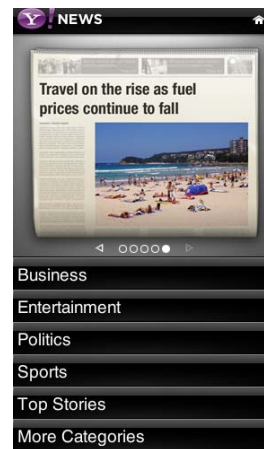 Y! NEWS
Travel on the rise as fuel
prices continue to fall
Business
Entertainment
Politics
Sports
Top Stories
More Categories